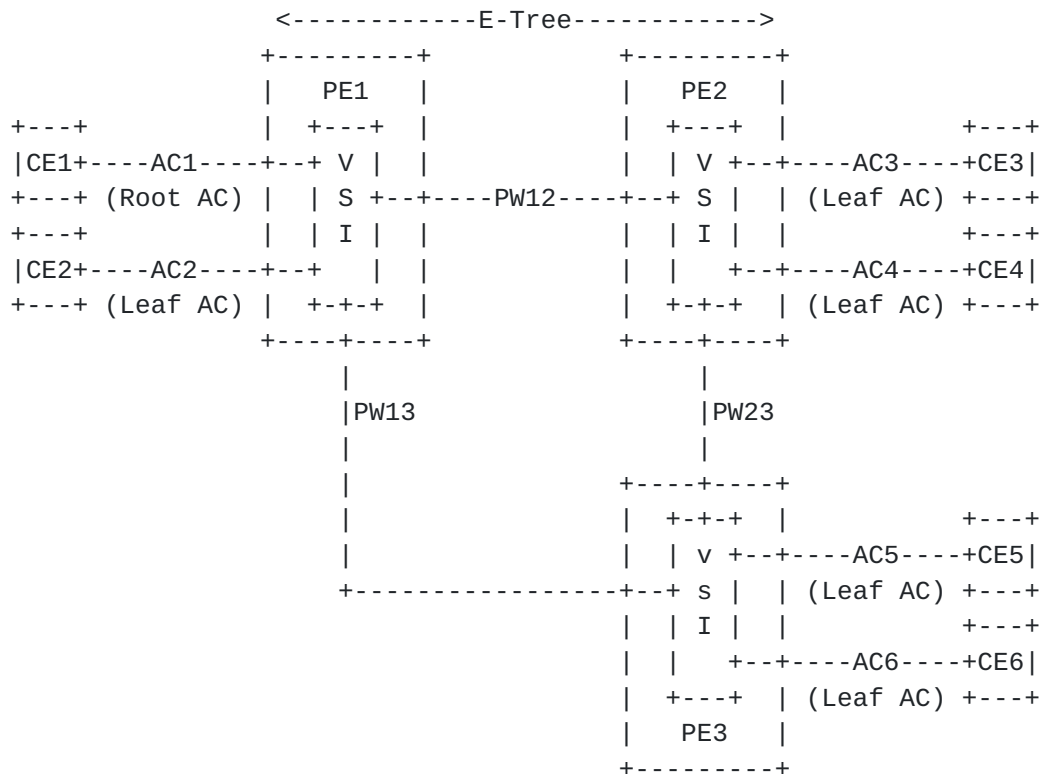 <------------E-Tree------------>
PE1 PE2
CE1 AC1 V V AC3 CE3
(Root AC) S PW12 S (Leaf AC)
I I
CE2 AC2 AC4 CE4
(Leaf AC) (Leaf AC)
PW13 PW23
v AC5 CE5
s (Leaf AC)
I
AC6 CE6
(Leaf AC)
PE3